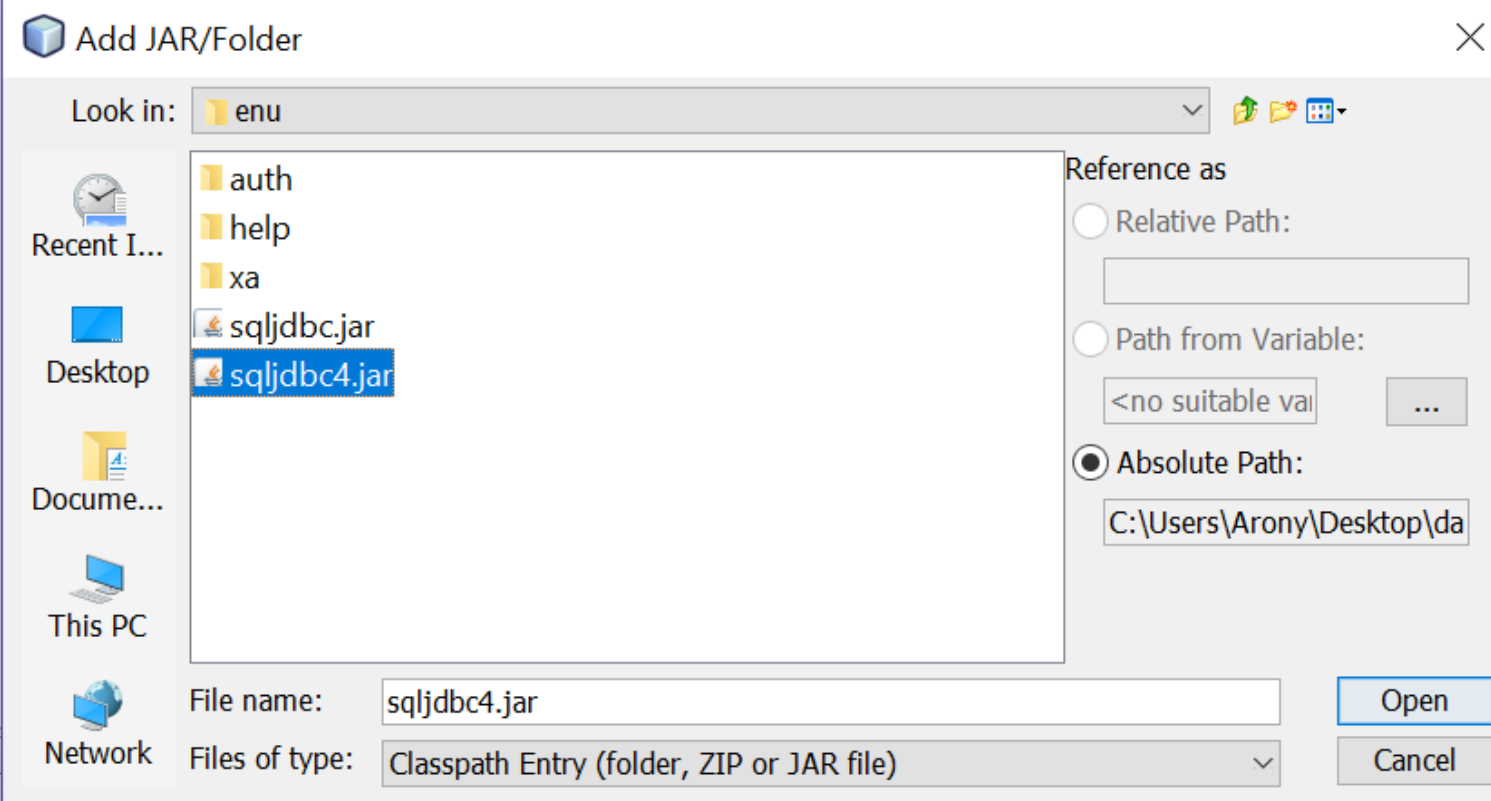 Add JAR/Folder
Look in: enu
Recent I...
Desktop
Docume...
This PC
Network
auth
help
xa
sqljdbc.jar
sqljdbc4.jar
Reference as
Relative Path:
Path from Variable:
<no suitable var
...
Absolute Path:
C:\Users\Arony\Desktop\da
File name: sqljdbc4.jar
Open
Files of type: Classpath Entry (folder, ZIP or JAR file)
Cancel